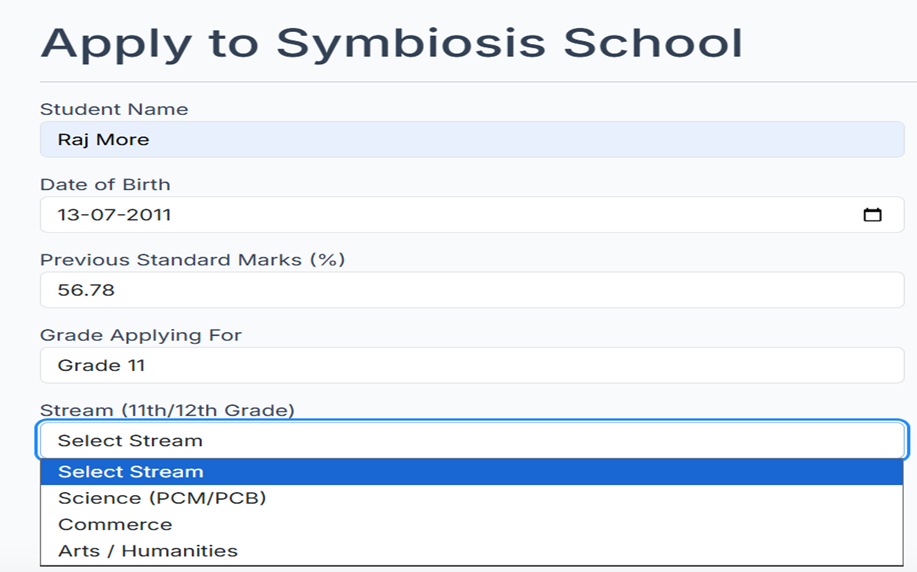 Apply to Symbiosis School
Student Name
Raj More
Date of Birth
13-07-2011
Previous Standard Marks (%)
56.78
Grade Applying For
Grade 11
Stream (11th/12th Grade)
Select Stream
Select Stream
Science (PCM/PCB)
Commerce
Arts / Humanities